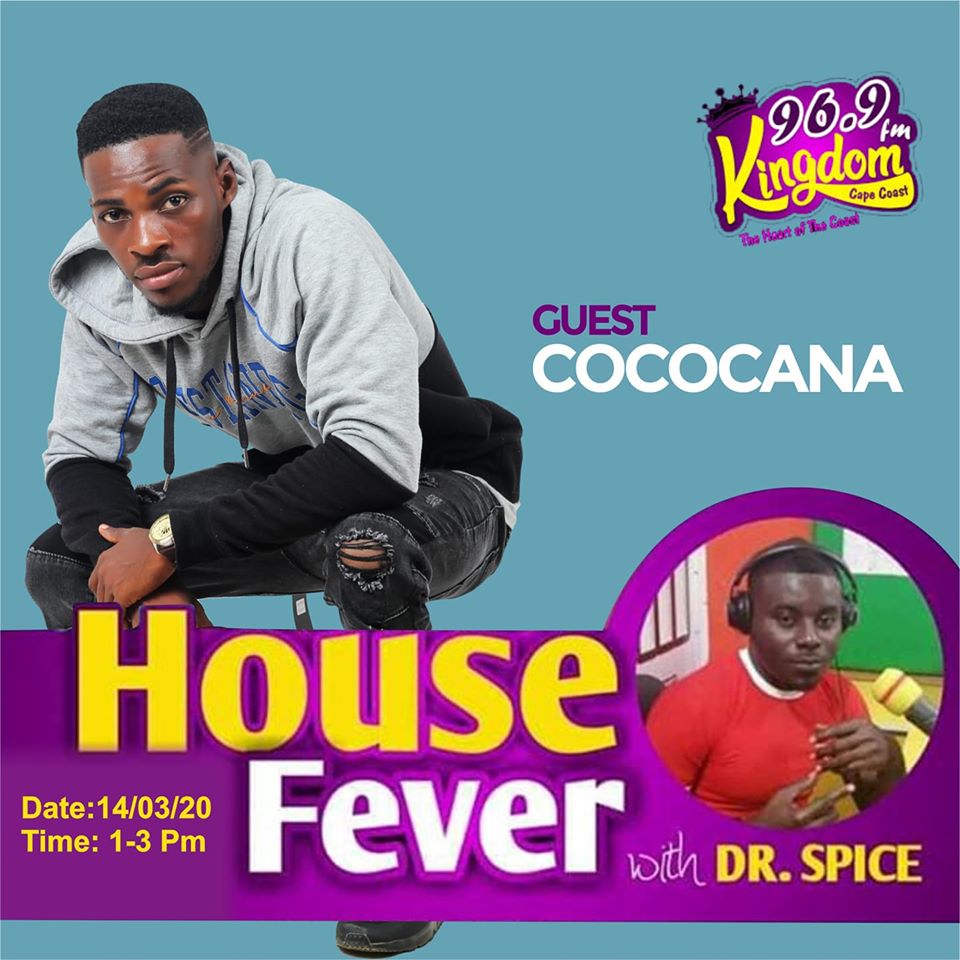 96.9 fm
Kingdom
Cape Coast
The Heart of The Coast
GUEST
COCOCANA
House
Fever
Date:14/03/20
Time: 1-3 Pm
with DR. SPICE